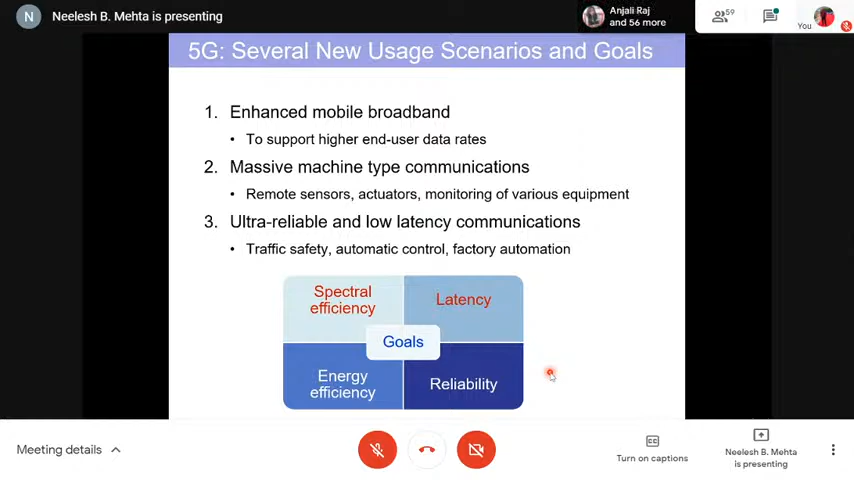 N
Neelesh B. Mehta is presenting
Anjali Raj
and 56 more
59
You
5G: Several New Usage Scenarios and Goals
1. Enhanced mobile broadband
• To support higher end-user data rates
2. Massive machine type communications
• Remote sensors, actuators, monitoring of various equipment
3. Ultra-reliable and low latency communications
• Traffic safety, automatic control, factory automation
Spectral
efficiency
Latency
Goals
Energy
efficiency
Reliability
Meeting details
CC
Turn on captions
Neelesh B. Mehta
is presenting